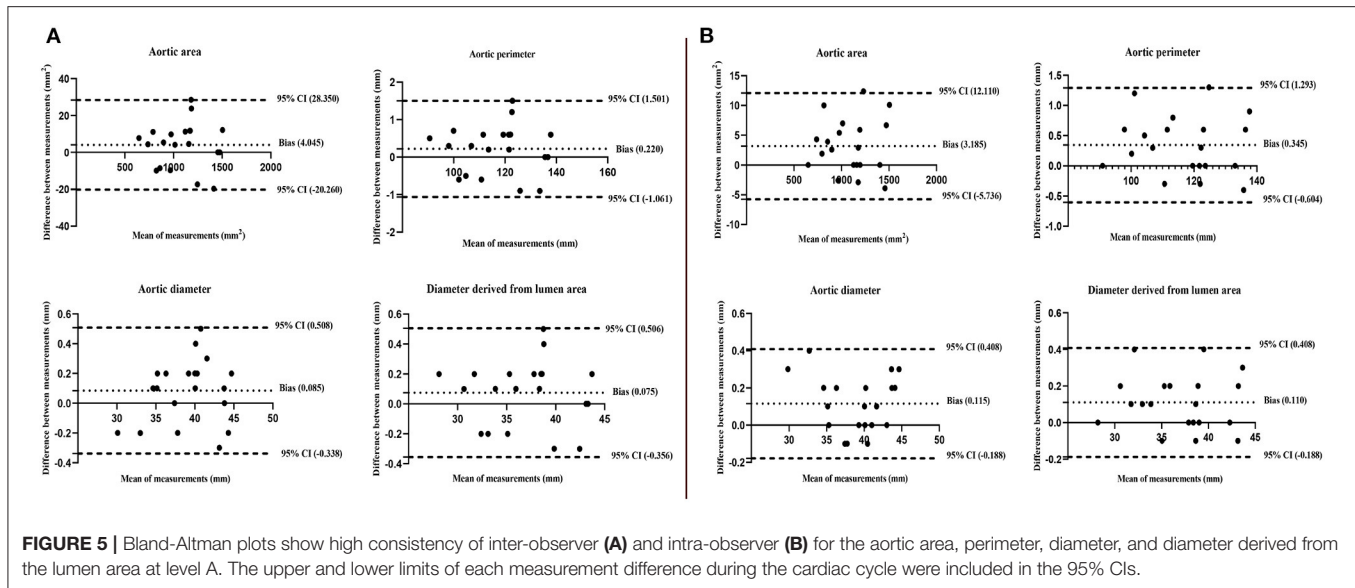 A
Aortic area
Difference between measurements (mm²)
40
20
0
-20
-40
500
1000
1500
2000
95% CI (28.350)
Bias (4.045)
95% CI (-20.260)
Mean of measurements (mm²)
Aortic perimeter
Difference between measurements (mm)
2
1
0
-1
-2
100
120
140
160
95% CI (1.501)
Bias (0.220)
95% CI (-1.061)
Mean of measurements (mm)
Aortic diameter
Difference between measurements (mm)
0.6
0.4
0.2
0.0
-0.2
-0.4
30
35
40
45
50
95% CI (0.508)
Bias (0.085)
95% CI (-0.338)
Mean of measurements (mm)
Diameter derived from lumen area
Difference between measurements (mm)
0.6
0.4
0.2
0.0
-0.2
-0.4
30
35
40
45
95% CI (0.506)
Bias (0.075)
95% CI (-0.356)
Mean of measurements (mm)
B
Aortic area
Difference between measurements (mm²)
15
10
5
0
-5
-10
500
1000
1500
2000
95% CI (12.110)
Bias (3.185)
95% CI (-5.736)
Mean of measurements (mm²)
Aortic perimeter
Difference between measurements (mm)
1.5
1.0
0.5
0.0
-0.5
-1.0
100
120
140
95% CI (1.293)
Bias (0.345)
95% CI (-0.604)
Mean of measurements (mm)
Aortic diameter
Difference between measurements (mm)
0.6
0.4
0.2
0.0
-0.2
30
35
40
45
50
95% CI (0.408)
Bias (0.115)
95% CI (-0.188)
Mean of measurements (mm)
Diameter derived from lumen area
Difference between measurements (mm)
0.6
0.4
0.2
0.0
-0.2
30
35
40
45
95% CI (0.408)
Bias (0.110)
95% CI (-0.188)
Mean of measurements (mm)
FIGURE 5 | Bland-Altman plots show high consistency of inter-observer (A) and intra-observer (B) for the aortic area, perimeter, diameter, and diameter derived from
the lumen area at level A. The upper and lower limits of each measurement difference during the cardiac cycle were included in the 95% CIs.